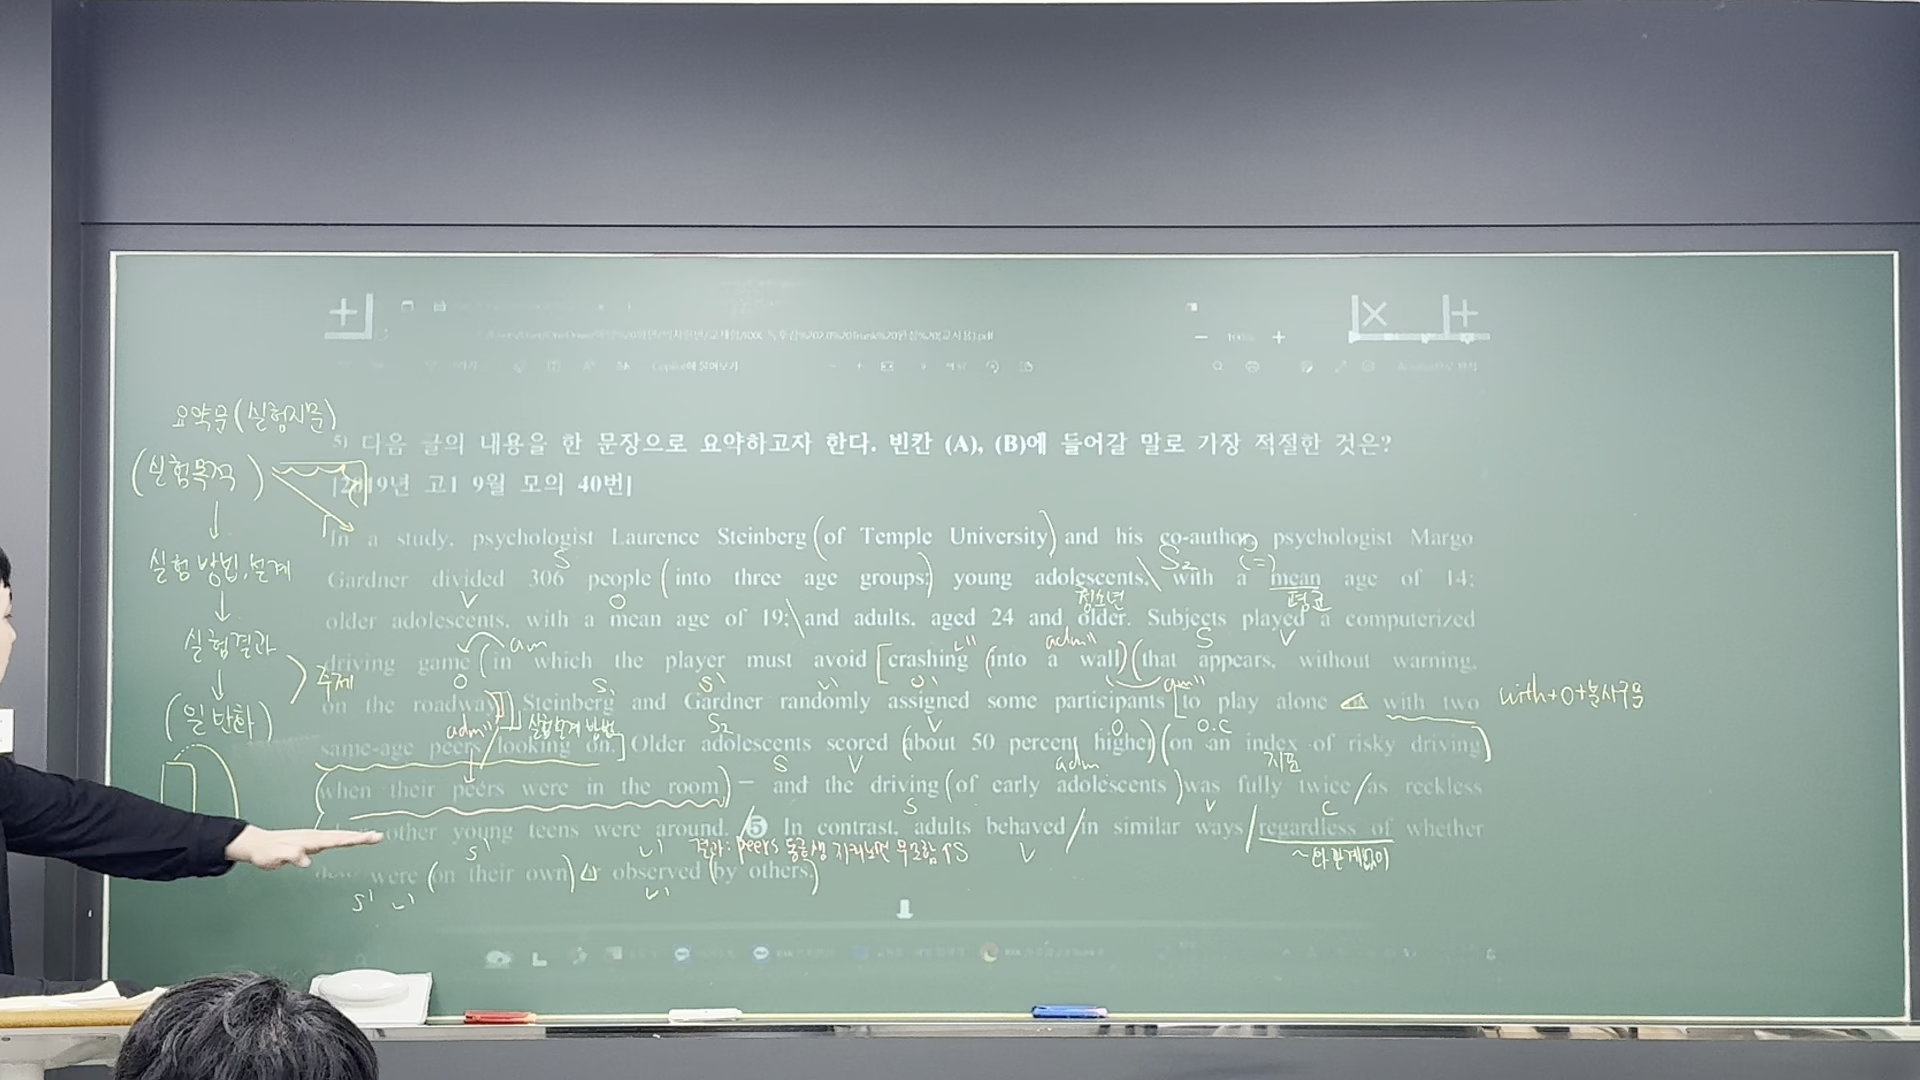 요약문(실험지문)
(실험목적)
실험 방법, 설계
실험결과
주제
(일반화)
5) 다음 글의 내용을 한 문장으로 요약하고자 한다. 빈칸 (A), (B)에 들어갈 말로 가장 적절한 것은?
19년 고1 9월 모의 40번]
In a study, psychologist Laurence Steinberg (of Temple University) and his co-author, psychologist Margo
S S2 (=)
Gardner divided 306 people (into three age groups:) young adolescents, with a mean age of 14;
V O 청소년 평균
older adolescents, with a mean age of 19; and adults, aged 24 and older. Subjects played a computerized
am V" adm" S V
driving game (in which the player must avoid [crashing (into a wall) (that appears, without warning,
O S' S' V' O' am"
on the roadway)]. Steinberg and Gardner randomly assigned some participants [to play alone or with two
with+O+분사구문
adm" 실험설계 방법 S2 V O O.C
same-age peers looking on.] Older adolescents scored (about 50 percent higher) (on an index of risky driving)
S V adm 지표
(when their peers were in the room) — and the driving (of early adolescents) was fully twice / as reckless
S V C
other young teens were around. 5 In contrast, adults behaved / in similar ways / regardless of whether
S' V' 결과: peers 동급생 지켜보면 무모함↑ S V ~와 관계없이
they were (on their own) or observed (by others.)
S' V' V'